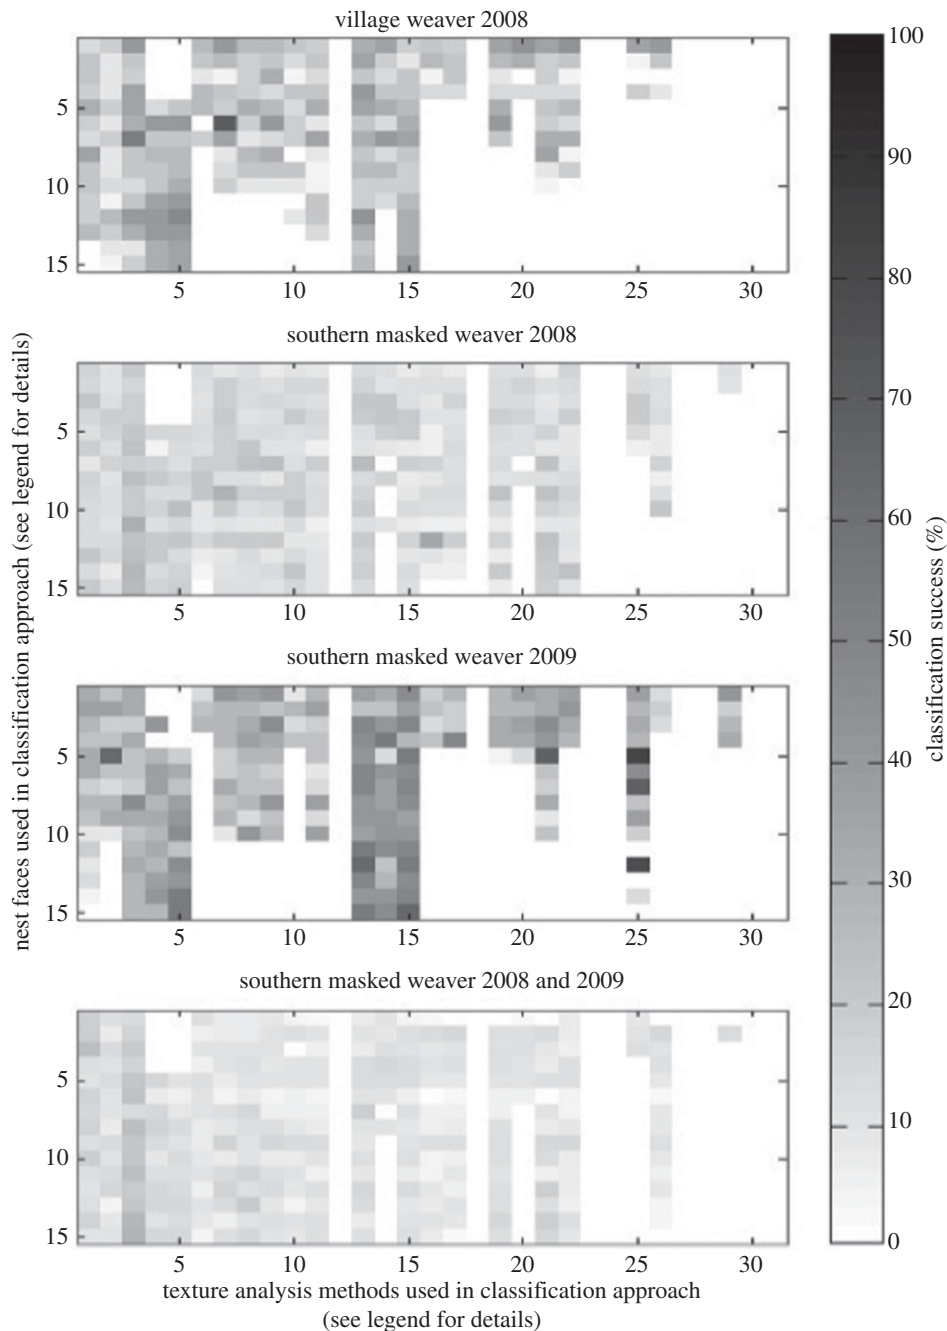 village weaver 2008
5
10
15
5 10 15 20 25 30
southern masked weaver 2008
5
10
15
5 10 15 20 25 30
southern masked weaver 2009
5
10
15
5 10 15 20 25 30
southern masked weaver 2008 and 2009
5
10
15
5 10 15 20 25 30
texture analysis methods used in classification approach
(see legend for details)
nest faces used in classification approach (see legend for details)
100
90
80
70
60
50
40
30
20
10
0
classification success (%)